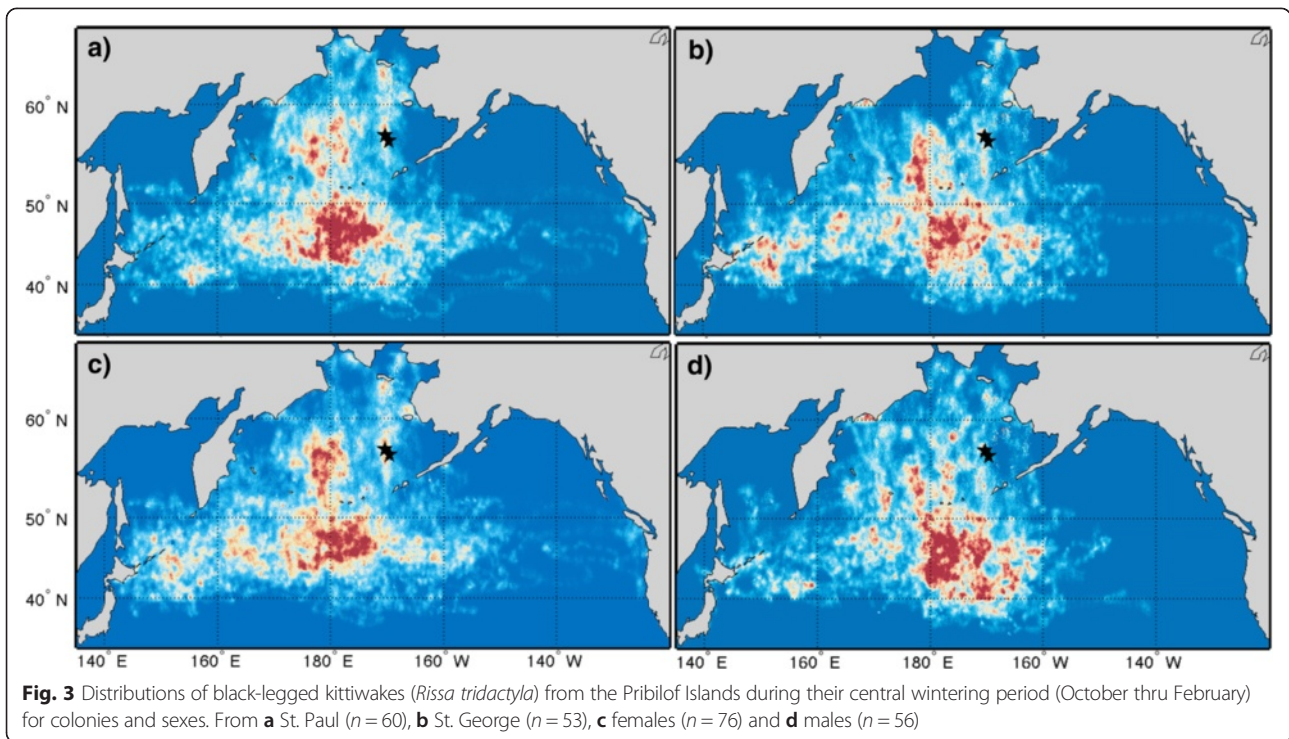 a)
b)
60° N
50° N
40° N
c)
d)
60° N
50° N
40° N
140° E
160° E
180° E
160° W
140° W
140° E
160° E
180° E
160° W
140° W
Fig. 3 Distributions of black-legged kittiwakes (Rissa tridactyla) from the Pribilof Islands during their central wintering period (October thru February)
for colonies and sexes. From a St. Paul (n = 60), b St. George (n = 53), c females (n = 76) and d males (n = 56)